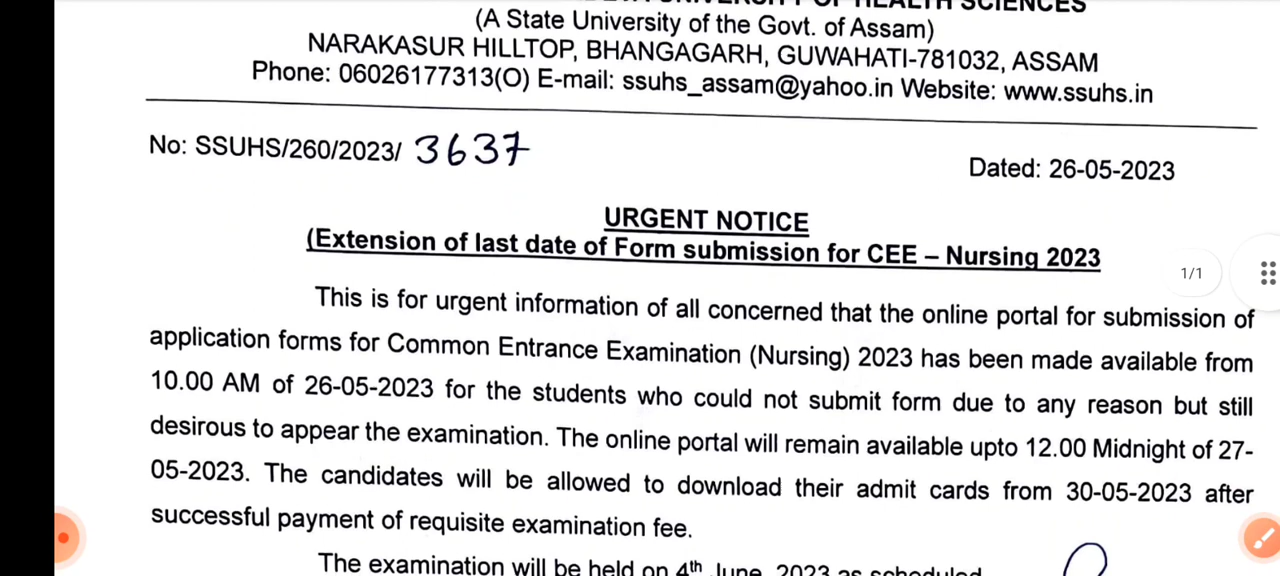 OF HEALTH SCIENCES
(A State University of the Govt. of Assam)
NARAKASUR HILLTOP, BHANGAGARH, GUWAHATI-781032, ASSAM
Phone: 06026177313(O) E-mail: ssuhs_assam@yahoo.in Website: www.ssuhs.in
No: SSUHS/260/2023/ 3637
Dated: 26-05-2023
URGENT NOTICE
(Extension of last date of Form submission for CEE – Nursing 2023
1/1
This is for urgent information of all concerned that the online portal for submission of
application forms for Common Entrance Examination (Nursing) 2023 has been made available from
10.00 AM of 26-05-2023 for the students who could not submit form due to any reason but still
desirous to appear the examination. The online portal will remain available upto 12.00 Midnight of 27-
05-2023. The candidates will be allowed to download their admit cards from 30-05-2023 after
successful payment of requisite examination fee.
The examination will be held on 4th June, 2023 as scheduled